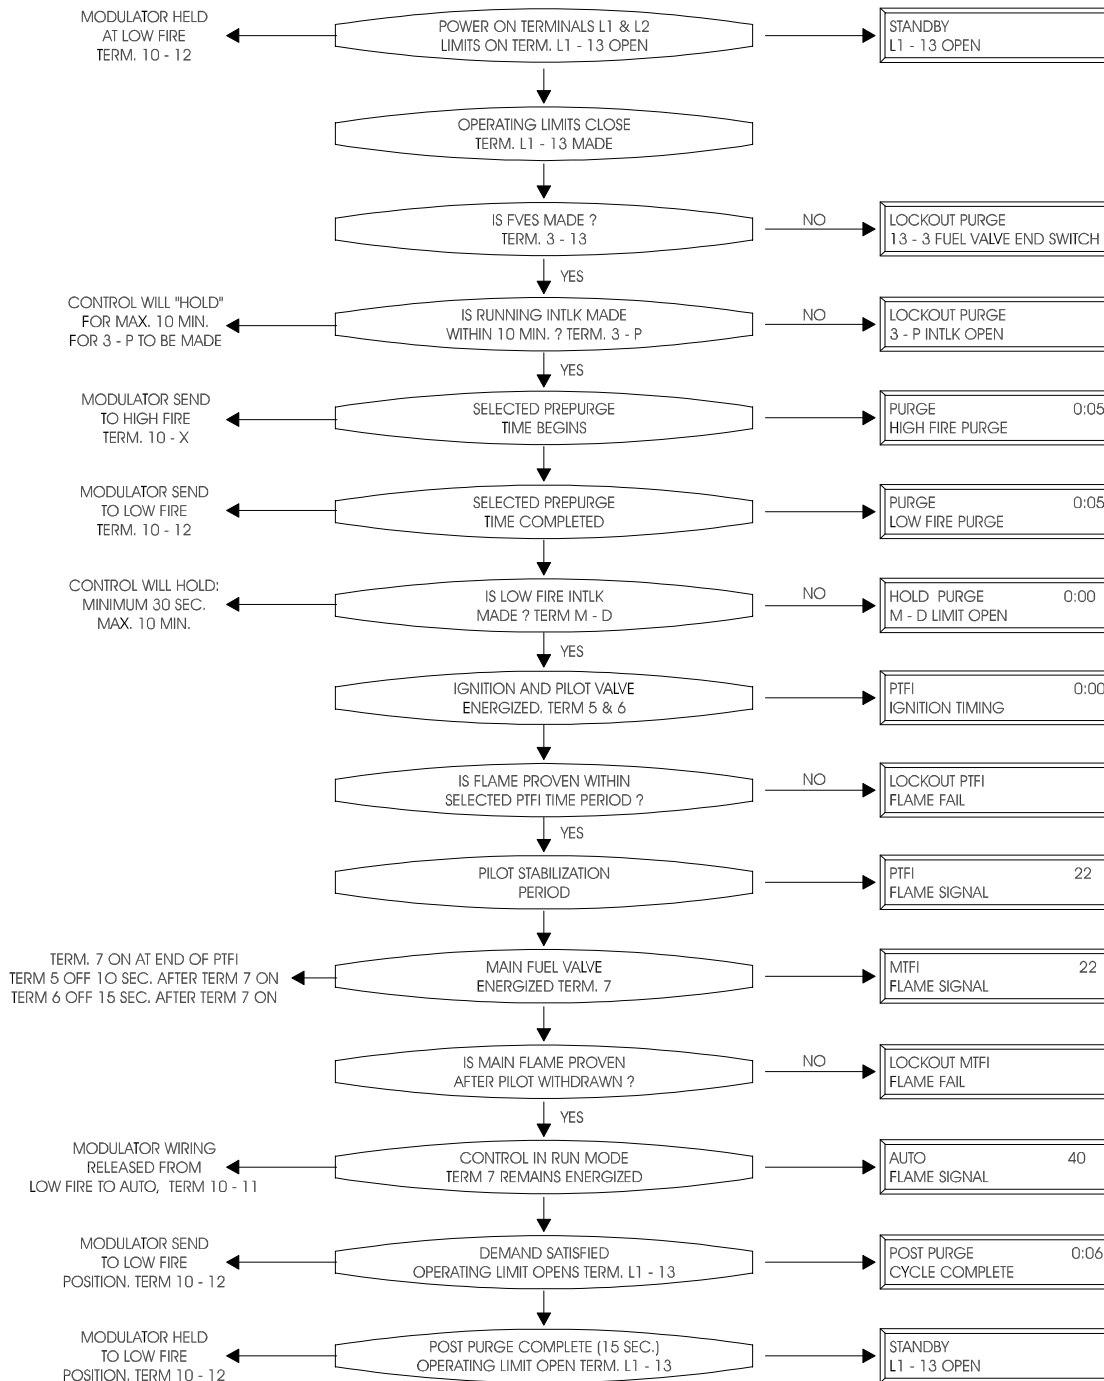 MODULATOR HELD
AT LOW FIRE
TERM. 10 - 12
POWER ON TERMINALS L1 & L2
LIMITS ON TERM. L1 - 13 OPEN
STANDBY
L1 - 13 OPEN
OPERATING LIMITS CLOSE
TERM. L1 - 13 MADE
IS FVES MADE ?
TERM. 3 - 13
NO
LOCKOUT PURGE
13 - 3 FUEL VALVE END SWITCH
YES
CONTROL WILL "HOLD"
FOR MAX. 10 MIN.
FOR 3 - P TO BE MADE
IS RUNNING INTLK MADE
WITHIN 10 MIN. ? TERM. 3 - P
NO
LOCKOUT PURGE
3 - P INTLK OPEN
YES
MODULATOR SEND
TO HIGH FIRE
TERM. 10 - X
SELECTED PREPURGE
TIME BEGINS
PURGE 0:05
HIGH FIRE PURGE
MODULATOR SEND
TO LOW FIRE
TERM. 10 - 12
SELECTED PREPURGE
TIME COMPLETED
PURGE 0:05
LOW FIRE PURGE
CONTROL WILL HOLD:
MINIMUM 30 SEC.
MAX. 10 MIN.
IS LOW FIRE INTLK
MADE ? TERM M - D
NO
HOLD PURGE 0:00
M - D LIMIT OPEN
YES
IGNITION AND PILOT VALVE
ENERGIZED. TERM 5 & 6
PTFI 0:00
IGNITION TIMING
IS FLAME PROVEN WITHIN
SELECTED PTFI TIME PERIOD ?
NO
LOCKOUT PTFI
FLAME FAIL
YES
PILOT STABILIZATION
PERIOD
PTFI 22
FLAME SIGNAL
TERM. 7 ON AT END OF PTFI
TERM 5 OFF 1O SEC. AFTER TERM 7 ON
TERM 6 OFF 15 SEC. AFTER TERM 7 ON
MAIN FUEL VALVE
ENERGIZED TERM. 7
MTFI 22
FLAME SIGNAL
IS MAIN FLAME PROVEN
AFTER PILOT WITHDRAWN ?
NO
LOCKOUT MTFI
FLAME FAIL
YES
MODULATOR WIRING
RELEASED FROM
LOW FIRE TO AUTO, TERM 10 - 11
CONTROL IN RUN MODE
TERM 7 REMAINS ENERGIZED
AUTO 40
FLAME SIGNAL
MODULATOR SEND
TO LOW FIRE
POSITION. TERM 10 - 12
DEMAND SATISFIED
OPERATING LIMIT OPENS TERM. L1 - 13
POST PURGE 0:06
CYCLE COMPLETE
MODULATOR HELD
TO LOW FIRE
POSITION. TERM 10 - 12
POST PURGE COMPLETE (15 SEC.)
OPERATING LIMIT OPEN TERM. L1 - 13
STANDBY
L1 - 13 OPEN